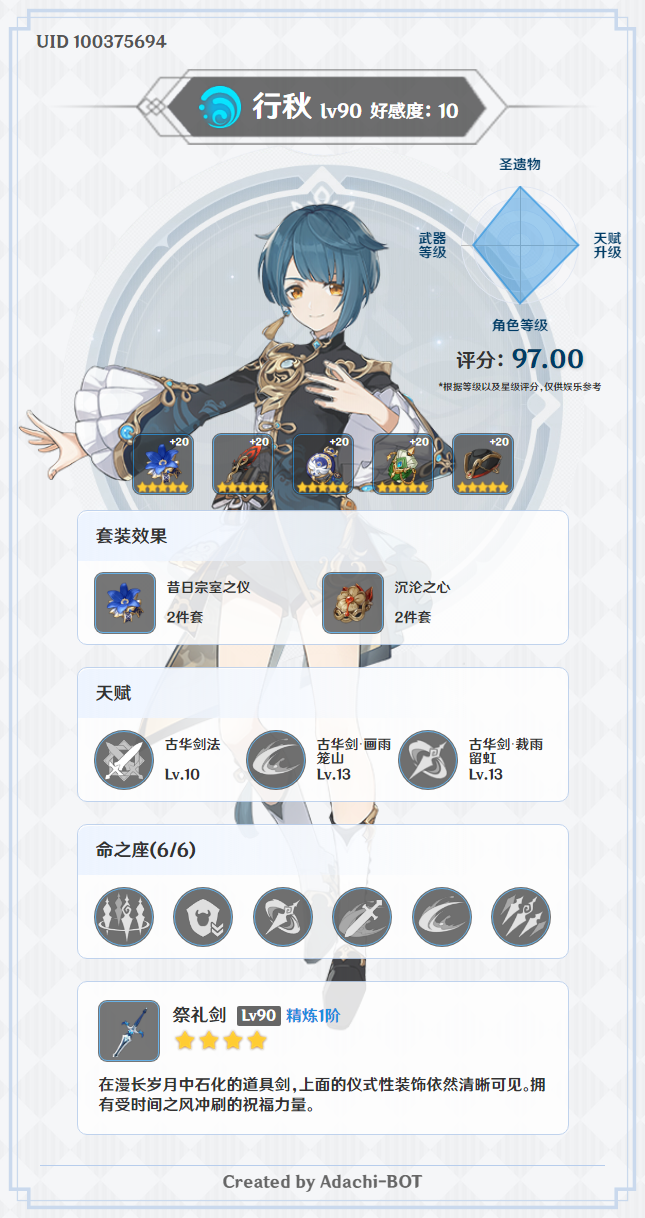 UID 100375694
行秋 lv90 好感度：10
圣遗物
武器
等级
天赋
升级
角色等级
评分：97.00
*根据等级以及星级评分，仅供娱乐参考
+20
+20
+20
+20
+20
套装效果
昔日宗室之仪
2件套
沉沦之心
2件套
天赋
古华剑法
Lv.10
古华剑·画雨
笼山
Lv.13
古华剑·裁雨
留虹
Lv.13
命之座(6/6)
祭礼剑 Lv90 精炼1阶
在漫长岁月中石化的道具剑，上面的仪式性装饰依然清晰可见。拥
有受时间之风冲刷的祝福力量。
Created by Adachi-BOT